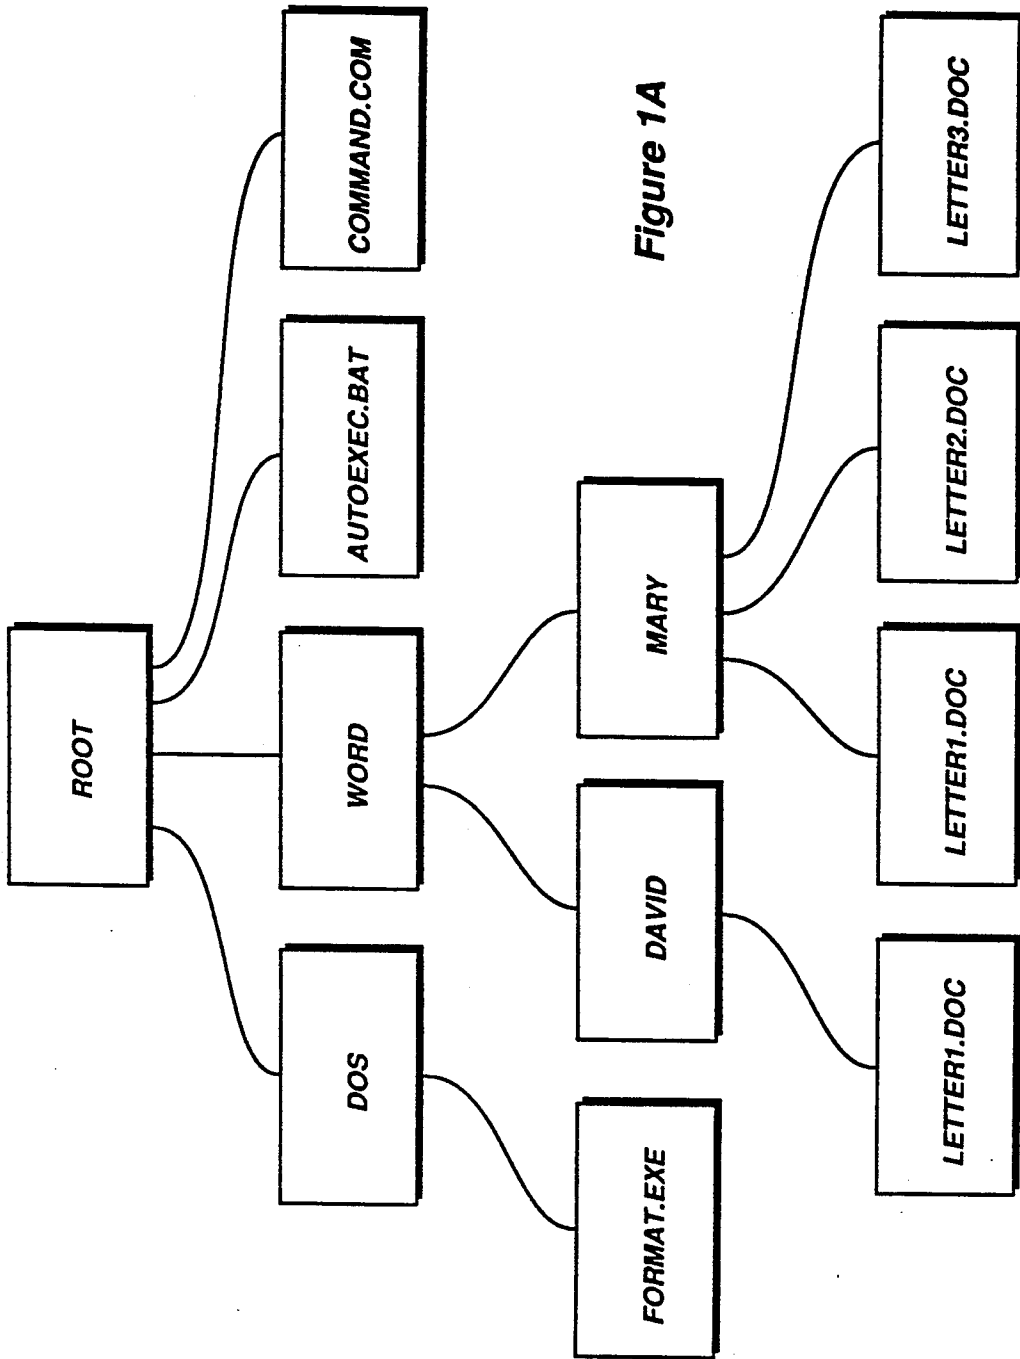 ROOT
DOS
WORD
AUTOEXEC.BAT
COMMAND.COM
FORMAT.EXE
DAVID
MARY
Figure 1A
LETTER1.DOC
LETTER1.DOC
LETTER2.DOC
LETTER3.DOC